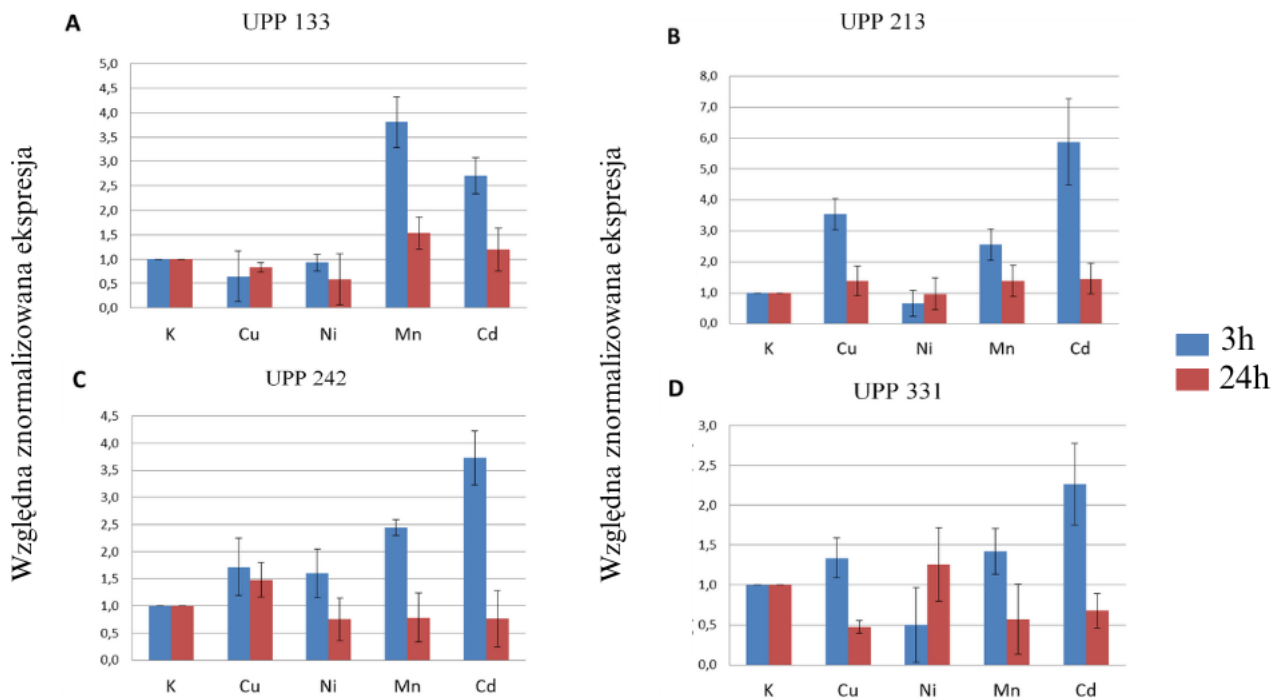 A
UPP 133
5,0
4,5
4,0
3,5
3,0
2,5
2,0
1,5
1,0
0,5
0,0
K Cu Ni Mn Cd
B
UPP 213
8,0
7,0
6,0
5,0
4,0
3,0
2,0
1,0
0,0
K Cu Ni Mn Cd
C
UPP 242
4,5
4,0
3,5
3,0
2,5
2,0
1,5
1,0
0,5
0,0
K Cu Ni Mn Cd
D
UPP 331
3,0
2,5
2,0
1,5
1,0
0,5
0,0
K Cu Ni Mn Cd
Względna znormalizowana ekspresja
Względna znormalizowana ekspresja
3h
24h